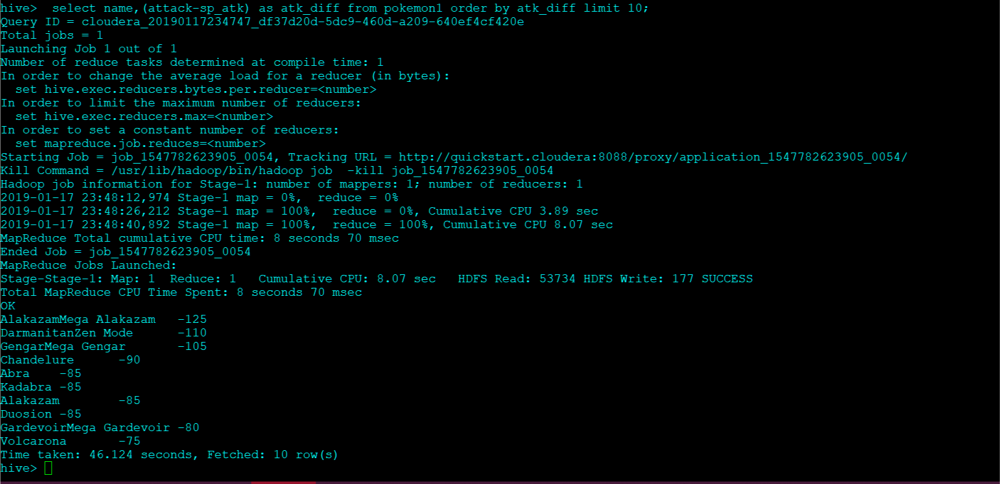 hive>  select name,(attack-sp_atk) as atk_diff from pokemon1 order by atk_diff limit 10;
Query ID = cloudera_20190117234747_df37d20d-5dc9-460d-a209-640ef4cf420e
Total jobs = 1
Launching Job 1 out of 1
Number of reduce tasks determined at compile time: 1
In order to change the average load for a reducer (in bytes):
  set hive.exec.reducers.bytes.per.reducer=<number>
In order to limit the maximum number of reducers:
  set hive.exec.reducers.max=<number>
In order to set a constant number of reducers:
  set mapreduce.job.reduces=<number>
Starting Job = job_1547782623905_0054, Tracking URL = http://quickstart.cloudera:8088/proxy/application_1547782623905_0054/
Kill Command = /usr/lib/hadoop/bin/hadoop job  -kill job_1547782623905_0054
Hadoop job information for Stage-1: number of mappers: 1; number of reducers: 1
2019-01-17 23:48:12,974 Stage-1 map = 0%,  reduce = 0%
2019-01-17 23:48:26,212 Stage-1 map = 100%,  reduce = 0%, Cumulative CPU 3.89 sec
2019-01-17 23:48:40,892 Stage-1 map = 100%,  reduce = 100%, Cumulative CPU 8.07 sec
MapReduce Total cumulative CPU time: 8 seconds 70 msec
Ended Job = job_1547782623905_0054
MapReduce Jobs Launched:
Stage-Stage-1: Map: 1  Reduce: 1   Cumulative CPU: 8.07 sec   HDFS Read: 53734 HDFS Write: 177 SUCCESS
Total MapReduce CPU Time Spent: 8 seconds 70 msec
OK
AlakazamMega Alakazam   -125
DarmanitanZen Mode      -110
GengarMega Gengar       -105
Chandelure      -90
Abra    -85
Kadabra -85
Alakazam        -85
Duosion -85
GardevoirMega Gardevoir -80
Volcarona       -75
Time taken: 46.124 seconds, Fetched: 10 row(s)
hive>